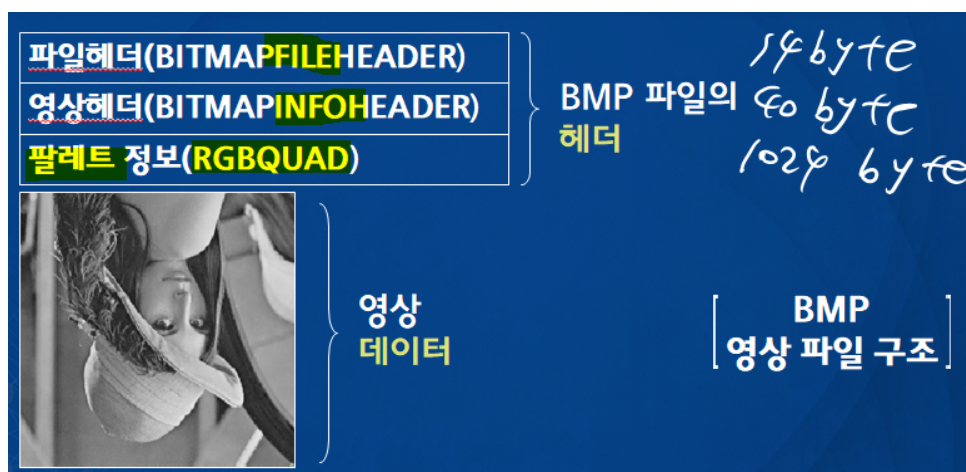 파일헤더(BITMAPFILEHEADER)
영상헤더(BITMAPINFOHEADER)
팔레트 정보(RGBQUAD)
BMP 파일의
헤더
14 byte
40 byte
1024 byte
영상
데이터
BMP
영상 파일 구조